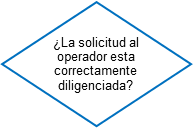 ¿La solicitud al
operador esta
correctamente
diligenciada?